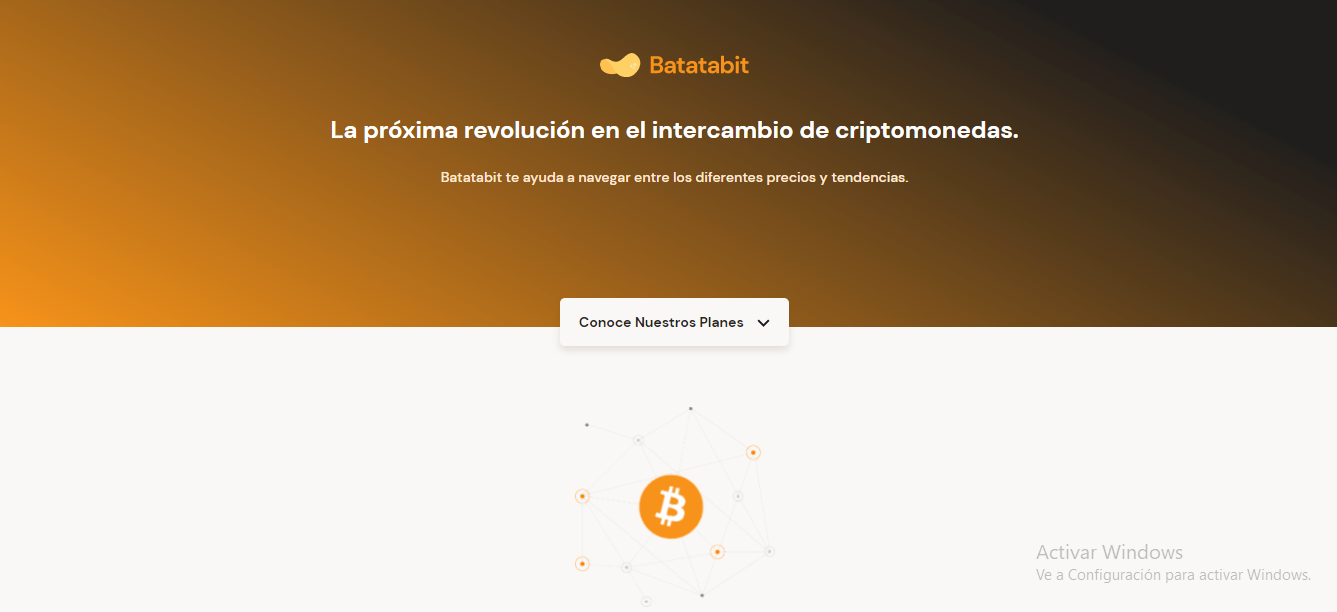 Batatabit
La próxima revolución en el intercambio de criptomonedas.
Batatabit te ayuda a navegar entre los diferentes precios y tendencias.
Conoce Nuestros Planes
Activar Windows
Ve a Configuración para activar Windows.